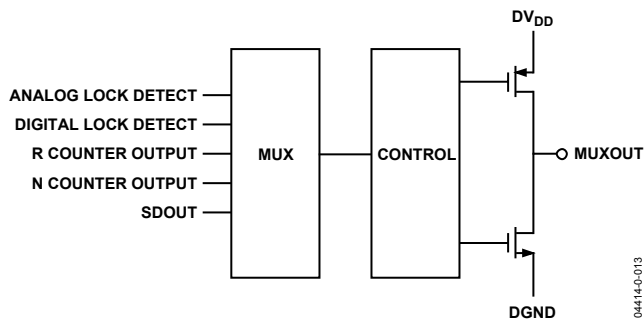 DVDD
ANALOG LOCK DETECT
DIGITAL LOCK DETECT
R COUNTER OUTPUT
N COUNTER OUTPUT
SDOUT
MUX
CONTROL
MUXOUT
DGND
04414-0-013